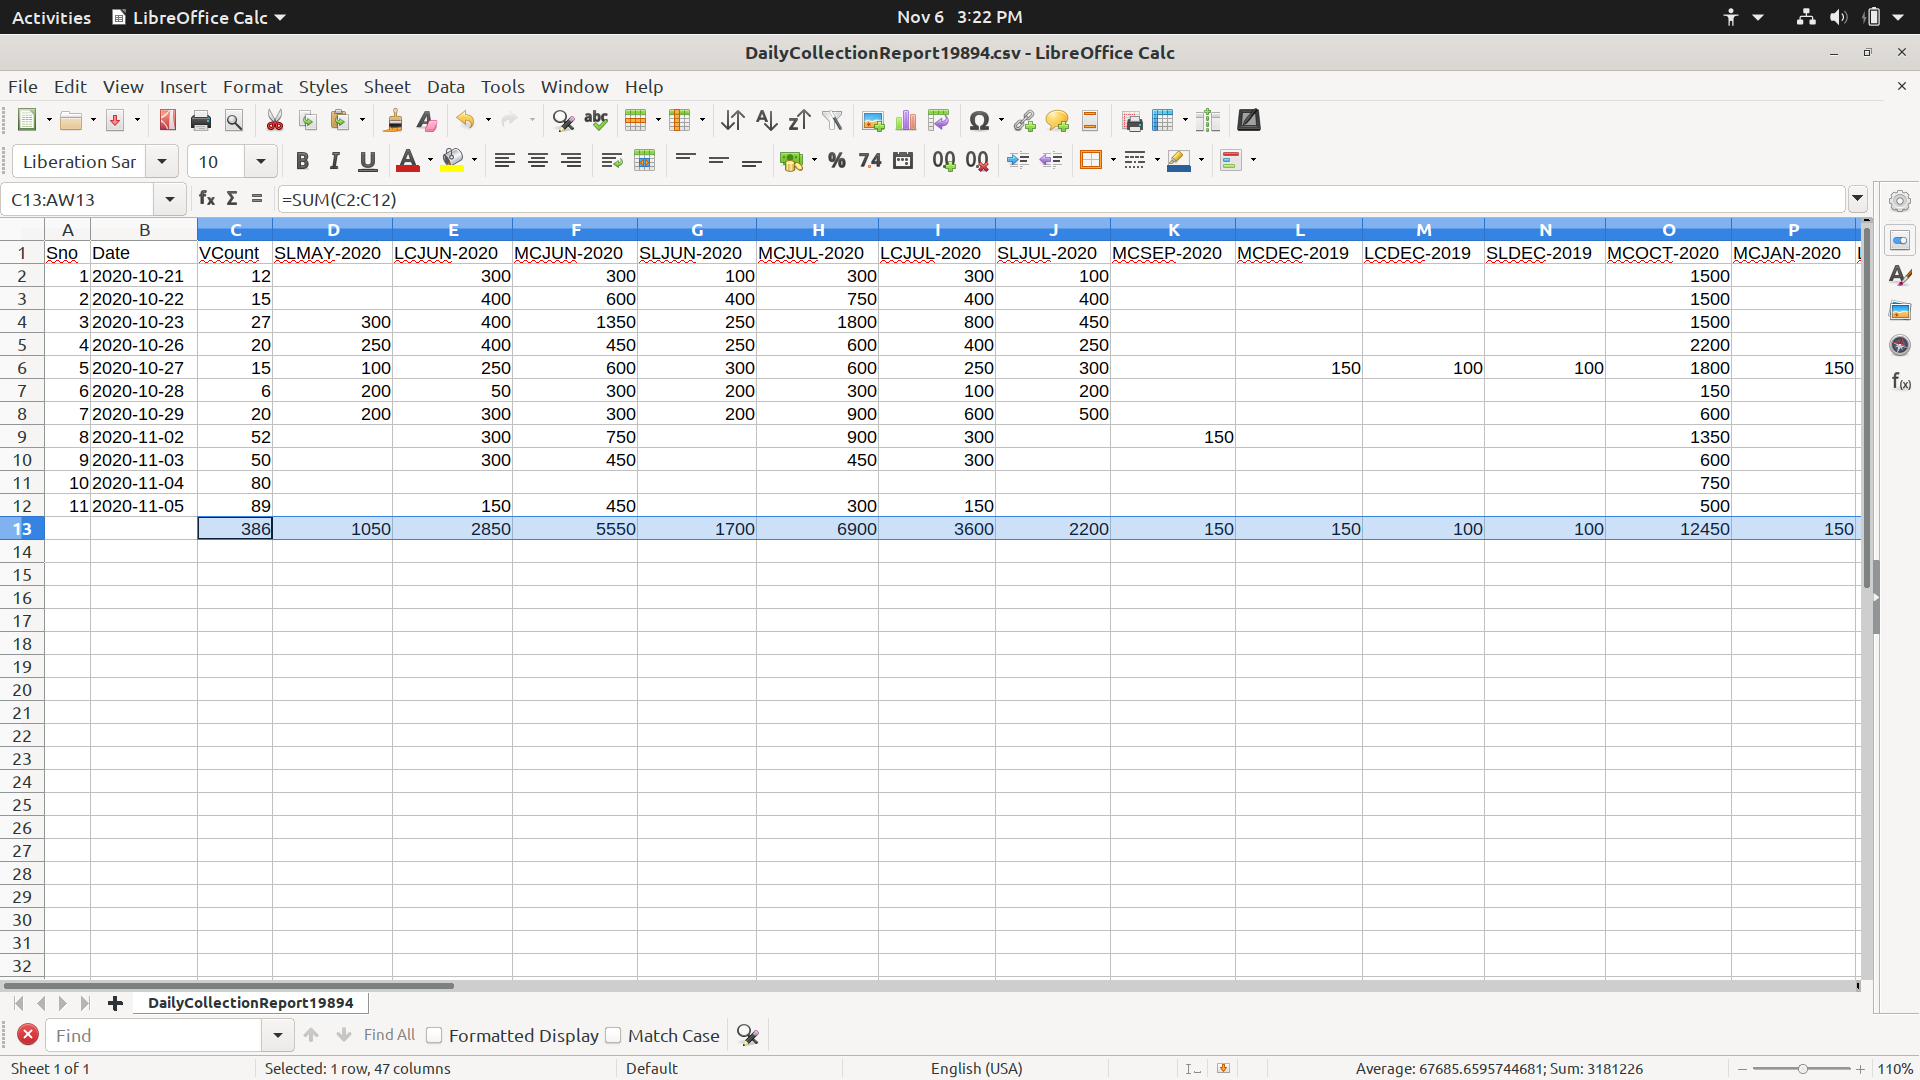 Activities LibreOffice Calc Nov 6 3:22 PM
DailyCollectionReport19894.csv - LibreOffice Calc
File Edit View Insert Format Styles Sheet Data Tools Window Help
Liberation Sar 10
C13:AW13 =SUM(C2:C12)
A B C D E F G H I J K L M N O P
1 Sno Date VCount SLMAY-2020 LCJUN-2020 MCJUN-2020 SLJUN-2020 MCJUL-2020 LCJUL-2020 SLJUL-2020 MCSEP-2020 MCDEC-2019 LCDEC-2019 SLDEC-2019 MCOCT-2020 MCJAN-2020
2 1 2020-10-21 12 300 300 100 300 300 100 1500
3 2 2020-10-22 15 400 600 400 750 400 400 1500
4 3 2020-10-23 27 300 400 1350 250 1800 800 450 1500
5 4 2020-10-26 20 250 400 450 250 600 400 250 2200
6 5 2020-10-27 15 100 250 600 300 600 250 300 150 100 100 1800 150
7 6 2020-10-28 6 200 50 300 200 300 100 200 150
8 7 2020-10-29 20 200 300 300 200 900 600 500 600
9 8 2020-11-02 52 300 750 900 300 150 1350
10 9 2020-11-03 50 300 450 450 300 600
11 10 2020-11-04 80 750
12 11 2020-11-05 89 150 450 300 150 500
13 386 1050 2850 5550 1700 6900 3600 2200 150 150 100 100 12450 150
14
15
16
17
18
19
20
21
22
23
24
25
26
27
28
29
30
31
32
DailyCollectionReport19894
Find Find All Formatted Display Match Case
Sheet 1 of 1 Selected: 1 row, 47 columns Default English (USA) Average: 67685.6595744681; Sum: 3181226 110%